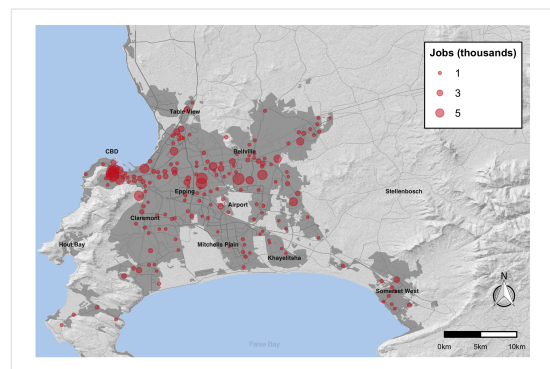 Jobs (thousands)
1
3
5
Table View
CBD
Bellville
Epping
Stellenbosch
Airport
Claremont
Hout Bay
Mitchells Plain
Khayelitsha
Somerset West
N
0km 5km 10km
False Bay